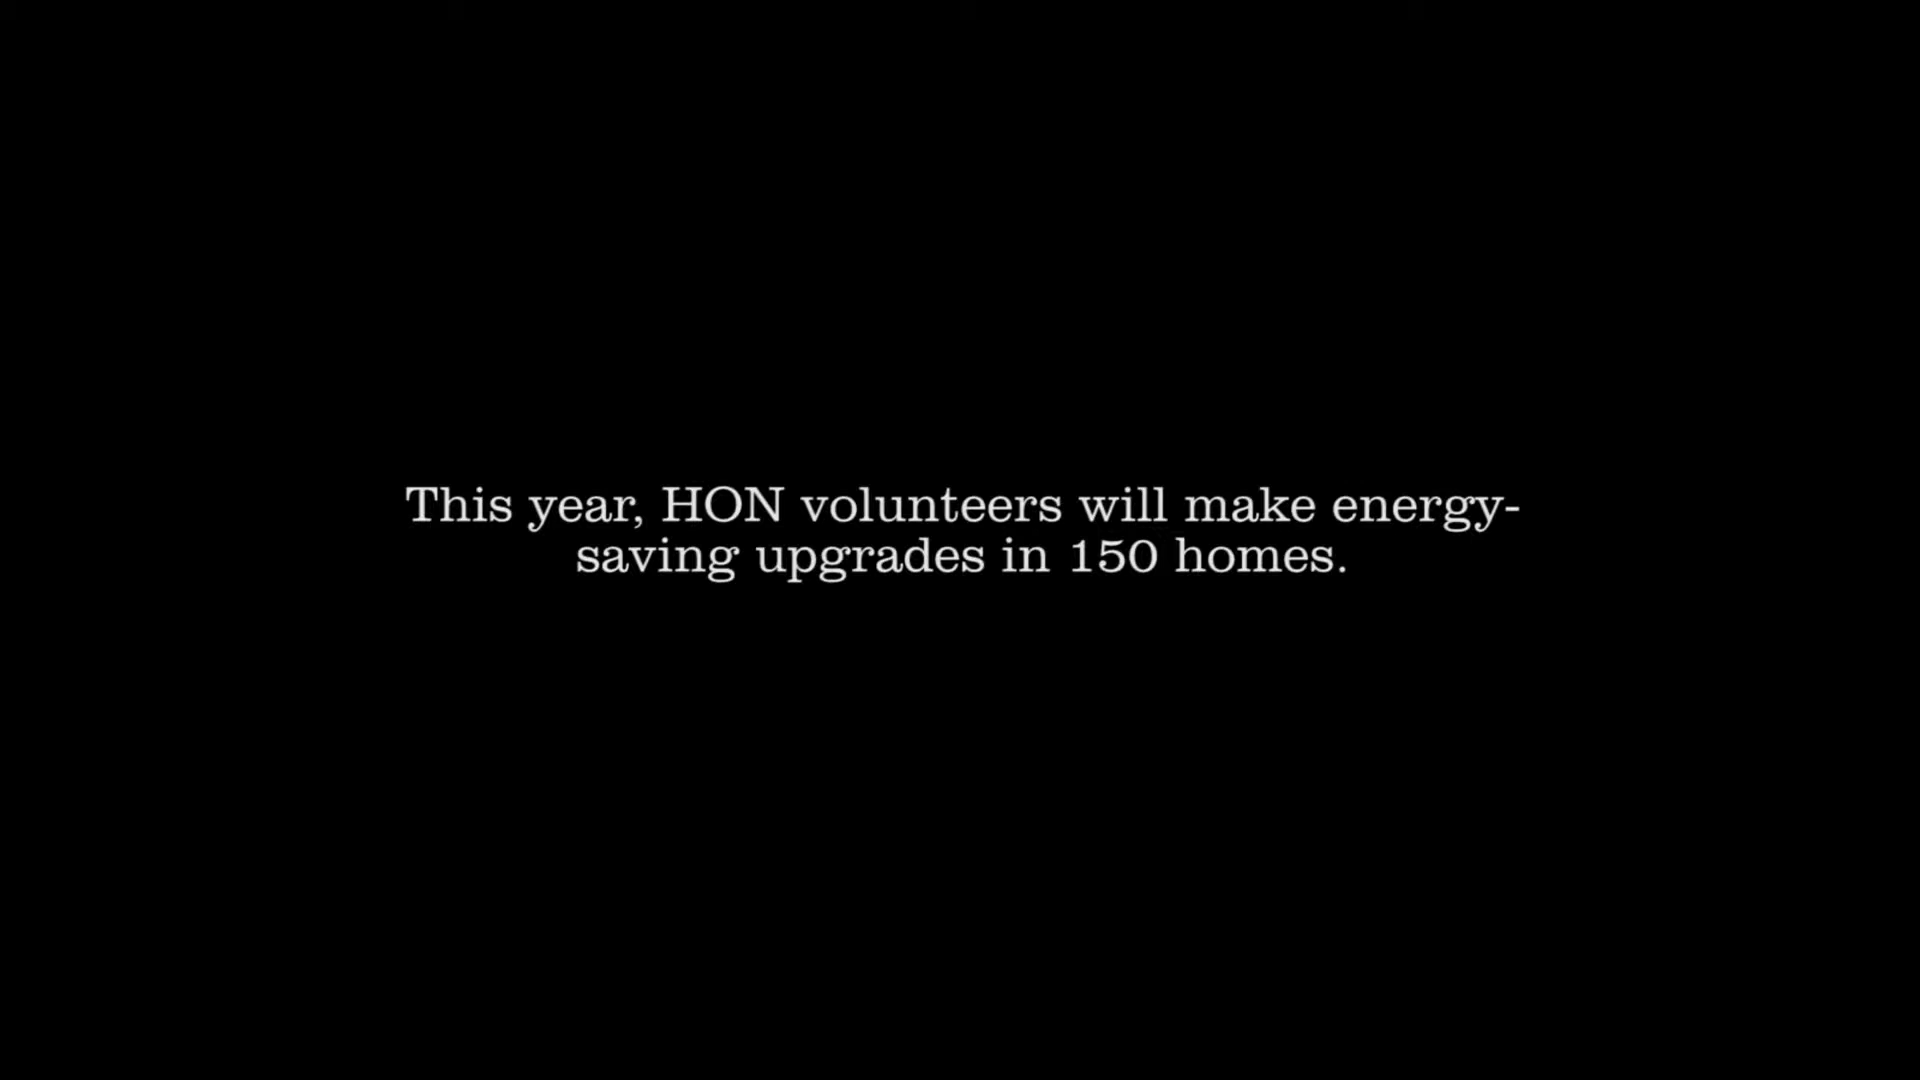 This year, HON volunteers will make energy-
saving upgrades in 150 homes.